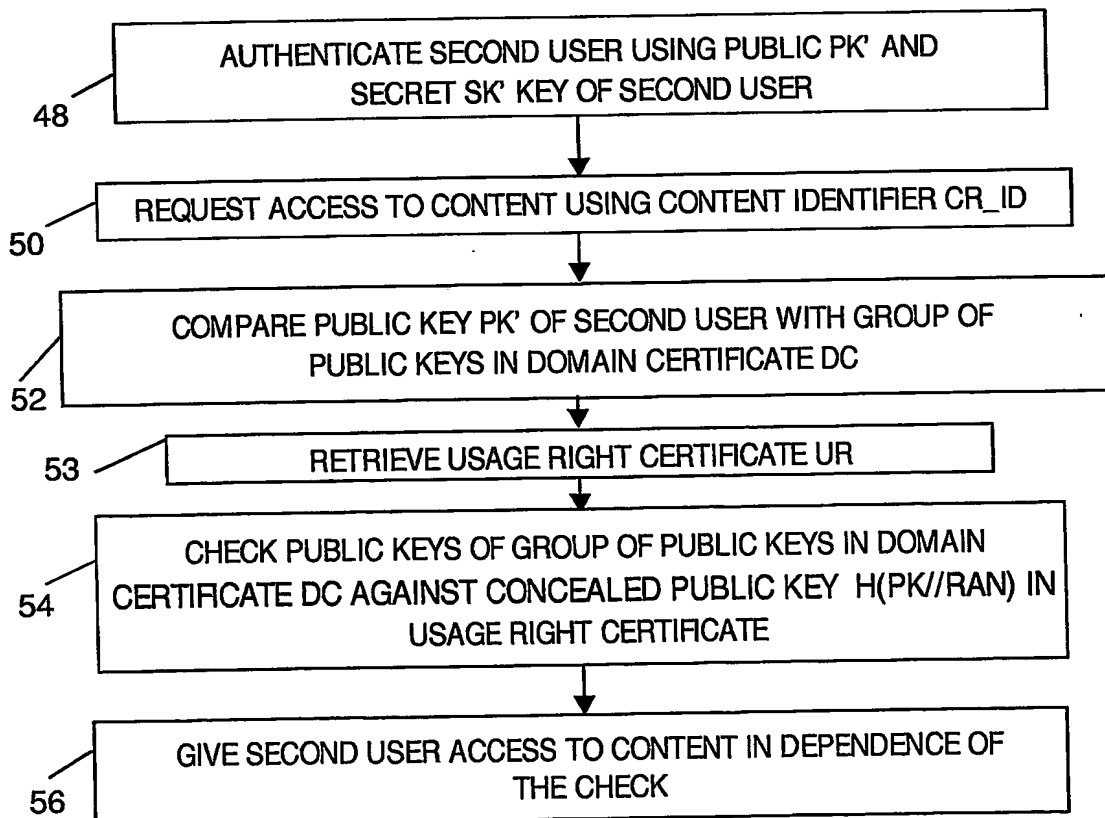 AUTHENTICATE SECOND USER USING PUBLIC PK' AND
SECRET SK' KEY OF SECOND USER
48
REQUEST ACCESS TO CONTENT USING CONTENT IDENTIFIER CR_ID
50
COMPARE PUBLIC KEY PK' OF SECOND USER WITH GROUP OF
PUBLIC KEYS IN DOMAIN CERTIFICATE DC
52
RETRIEVE USAGE RIGHT CERTIFICATE UR
53
CHECK PUBLIC KEYS OF GROUP OF PUBLIC KEYS IN DOMAIN
CERTIFICATE DC AGAINST CONCEALED PUBLIC KEY H(PK//RAN) IN
USAGE RIGHT CERTIFICATE
54
GIVE SECOND USER ACCESS TO CONTENT IN DEPENDENCE OF
THE CHECK
56